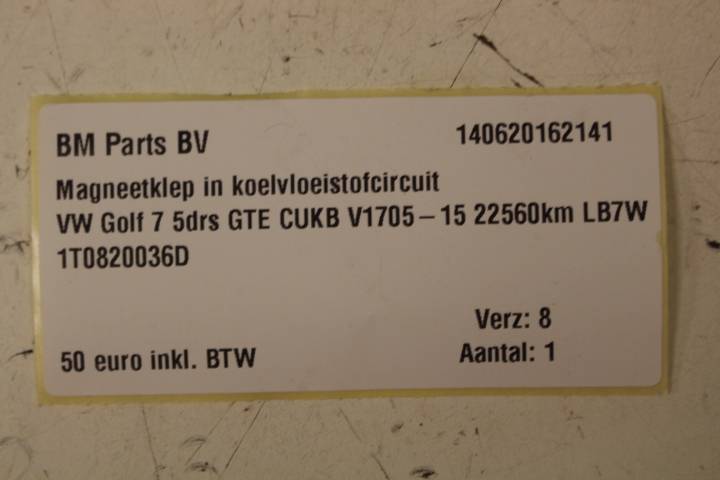 BM Parts BV 140620162141
Magneetklep in koelvloeistofcircuit
VW Golf 7 5drs GTE CUKB V1705-15 22560km LB7W
1T0820036D
Verz: 8
50 euro inkl. BTW Aantal: 1